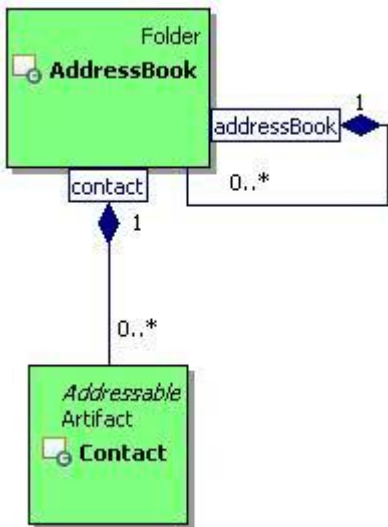 Folder
AddressBook
1
addressBook
0..*
contact
1
0..*
Addressable
Artifact
Contact